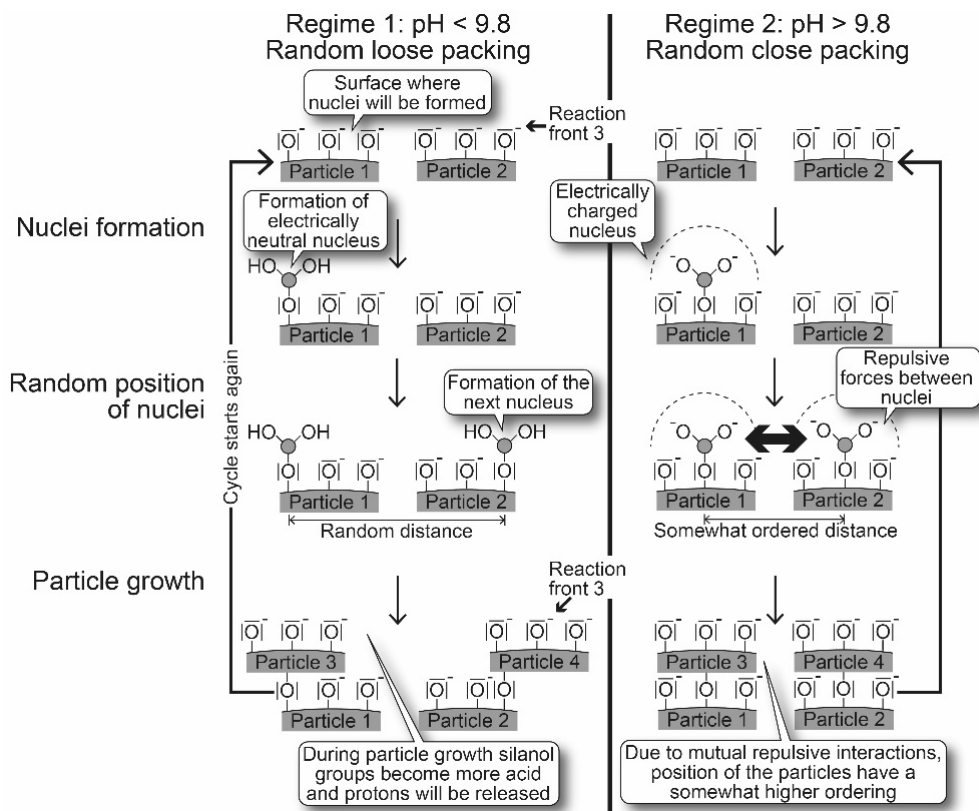 Regime 1: pH < 9.8
Random loose packing
Regime 2: pH > 9.8
Random close packing
Surface where
nuclei will be formed
Reaction
front 3
|O|⁻ |O|⁻ |O|⁻ |O|⁻ |O|⁻ |O|⁻
Particle 1 Particle 2
|O|⁻ |O|⁻ |O|⁻ |O|⁻ |O|⁻ |O|⁻
Particle 1 Particle 2
Nuclei formation
Formation of
electrically
neutral nucleus
Electrically
charged
nucleus
HO OH
|O| |O|⁻ |O|⁻ |O|⁻ |O|⁻ |O|⁻
Particle 1 Particle 2
⁻O O⁻
|O|⁻ |O| |O|⁻ |O|⁻ |O|⁻ |O|⁻
Particle 1 Particle 2
Random position
of nuclei
Formation of the
next nucleus
Repulsive
forces between
nuclei
HO OH HO OH
|O| |O|⁻ |O|⁻ |O|⁻ |O|⁻ |O|
Particle 1 Particle 2
Random distance
⁻O O⁻ ⁻O O⁻
|O|⁻ |O| |O|⁻ |O|⁻ |O| |O|⁻
Particle 1 Particle 2
Somewhat ordered distance
Cycle starts again
Particle growth
Reaction
front 3
|O|⁻ |O|⁻ |O|⁻ |O|⁻ |O|⁻ |O|⁻
Particle 3 Particle 4
|O| |O|⁻ |O|⁻ |O|⁻ |O|⁻ |O|
Particle 1 Particle 2
During particle growth silanol
groups become more acid
and protons will be released
|O|⁻ |O|⁻ |O|⁻ |O|⁻ |O|⁻ |O|⁻
Particle 3 Particle 4
|O|⁻ |O| |O|⁻ |O|⁻ |O| |O|⁻
Particle 1 Particle 2
Due to mutual repulsive interactions,
position of the particles have a
somewhat higher ordering